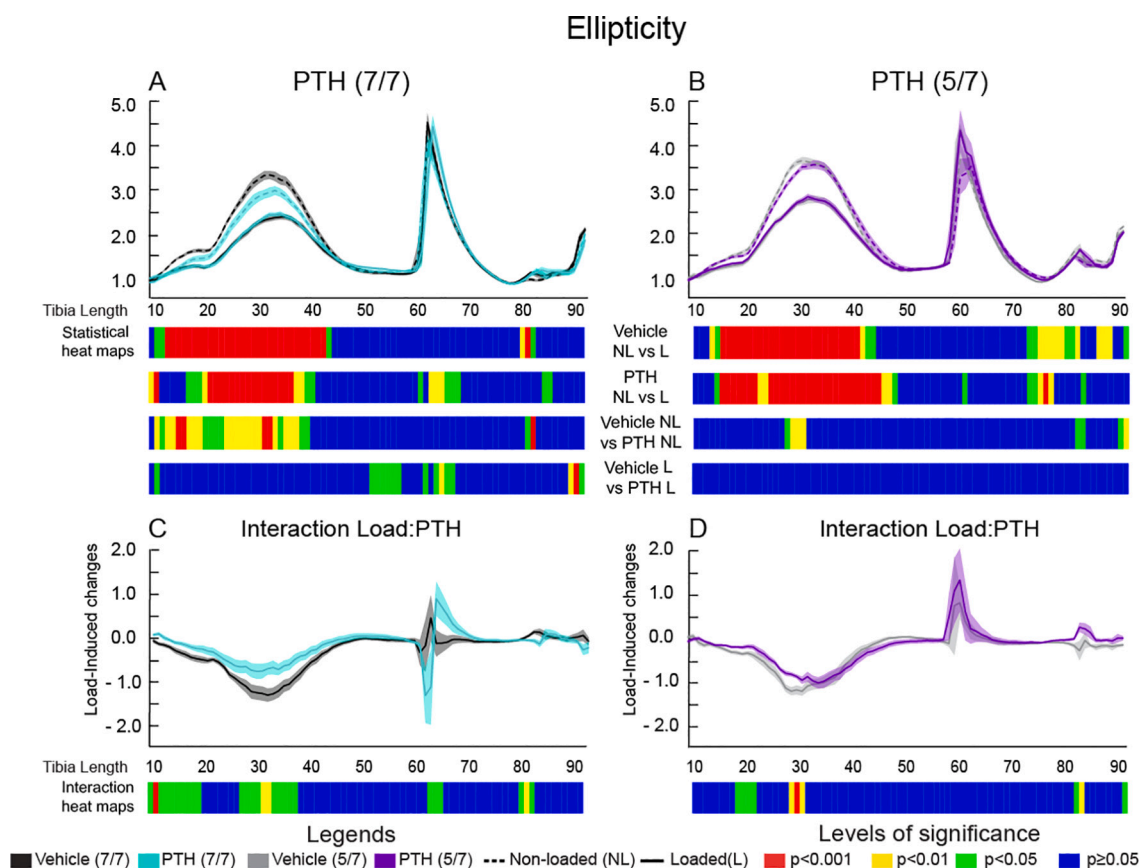 Ellipticity
A PTH (7/7)
B PTH (5/7)
5.0
4.0
3.0
2.0
1.0
5.0
4.0
3.0
2.0
1.0
10 20 30 40 50 60 70 80 90
10 20 30 40 50 60 70 80 90
Tibia Length
Statistical
heat maps
Vehicle
NL vs L
PTH
NL vs L
Vehicle NL
vs PTH NL
Vehicle L
vs PTH L
C Interaction Load:PTH
D Interaction Load:PTH
Load-Induced changes
2.0
1.0
0.0
- 1.0
- 2.0
Load-Induced changes
2.0
1.0
0.0
- 1.0
- 2.0
Tibia Length
10 20 30 40 50 60 70 80 90
10 20 30 40 50 60 70 80 90
Interaction
heat maps
Legends
Levels of significance
Vehicle (7/7) PTH (7/7) Vehicle (5/7) PTH (5/7) Non-loaded (NL) Loaded(L) p<0.001 p<0.01 p<0.05 p≥0.05